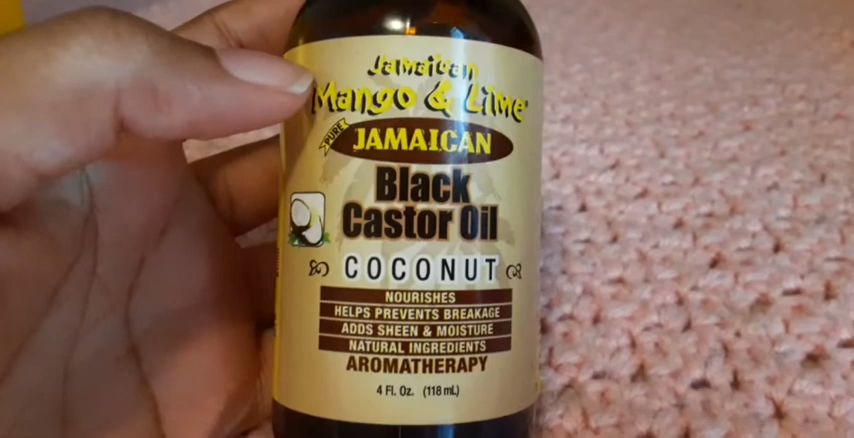 Jamaican
Mango & Lime
PURE
JAMAICAN
Black
Castor Oil
COCONUT
NOURISHES
HELPS PREVENTS BREAKAGE
ADDS SHEEN & MOISTURE
NATURAL INGREDIENTS
AROMATHERAPY
4 Fl. Oz. (118 mL)